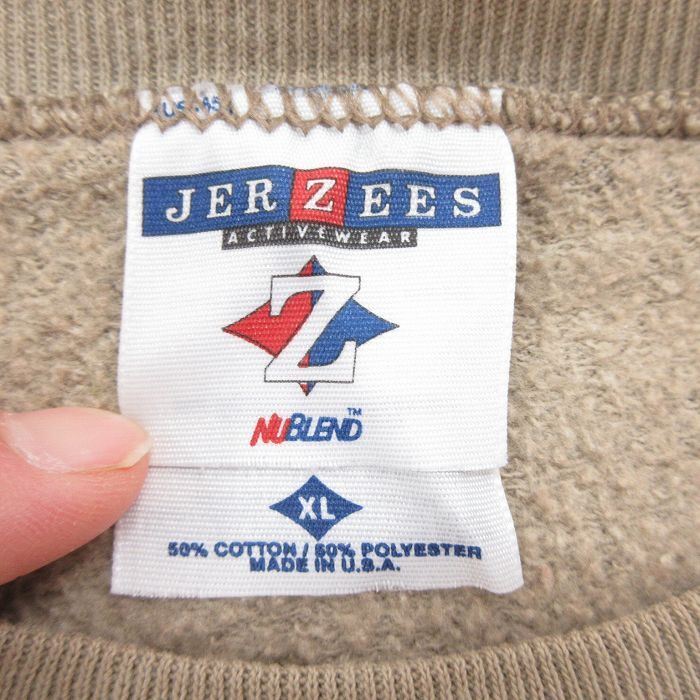 JERZEES
ACTIVEWEAR
Z
NUBLEND™
XL
50% COTTON / 50% POLYESTER
MADE IN U.S.A.